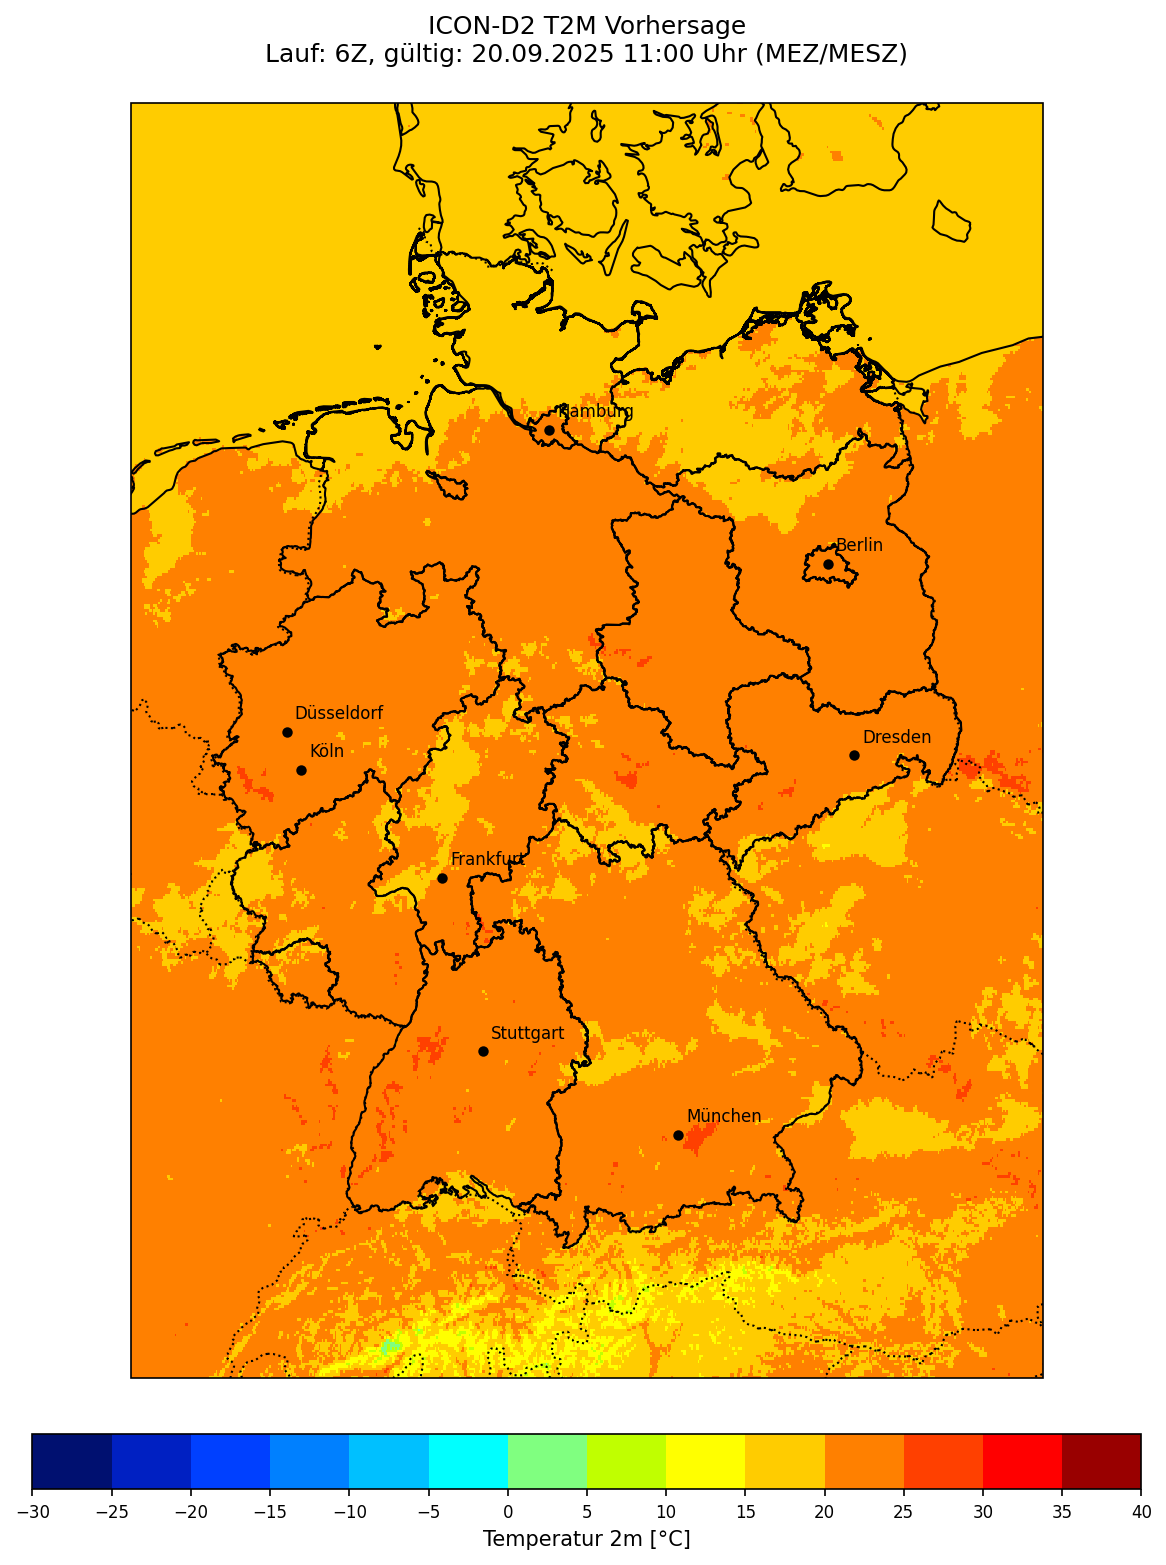 ICON-D2 T2M Vorhersage
Lauf: 6Z, gültig: 20.09.2025 11:00 Uhr (MEZ/MESZ)
Hamburg
Berlin
Düsseldorf
Köln
Dresden
Frankfurt
Stuttgart
München
−30 −25 −20 −15 −10 −5 0 5 10 15 20 25 30 35 40
Temperatur 2m [°C]